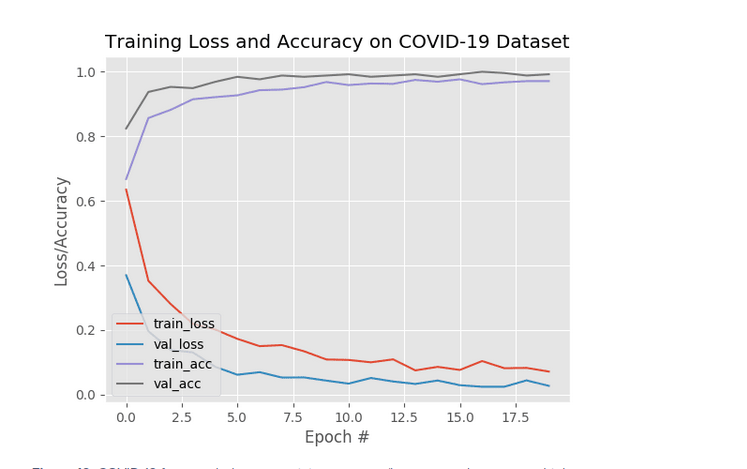 Training Loss and Accuracy on COVID-19 Dataset
1.0
0.8
0.6
0.4
0.2
0.0
Loss/Accuracy
train_loss
val_loss
train_acc
val_acc
0.0 2.5 5.0 7.5 10.0 12.5 15.0 17.5
Epoch #